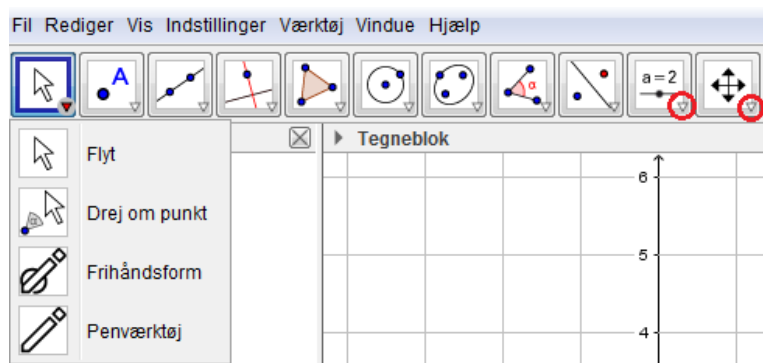 Fil Rediger Vis Indstillinger Værktøj Vindue Hjælp
A
α
a=2
Tegneblok
Flyt
Drej om punkt
Frihåndsform
Penværktøj
6
5
4